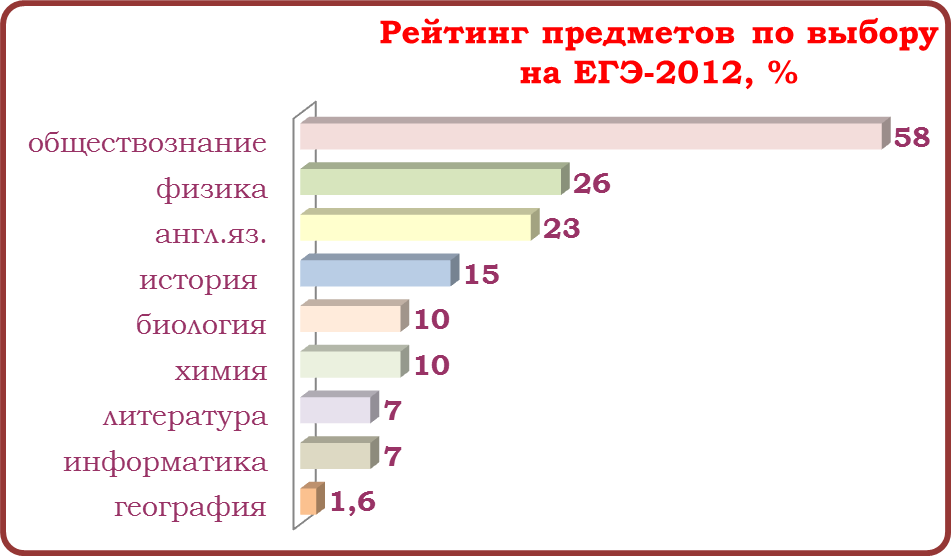 Рейтинг предметов по выбору
на ЕГЭ-2012, %
обществознание 58
физика 26
англ.яз. 23
история 15
биология 10
химия 10
литература 7
информатика 7
география 1,6